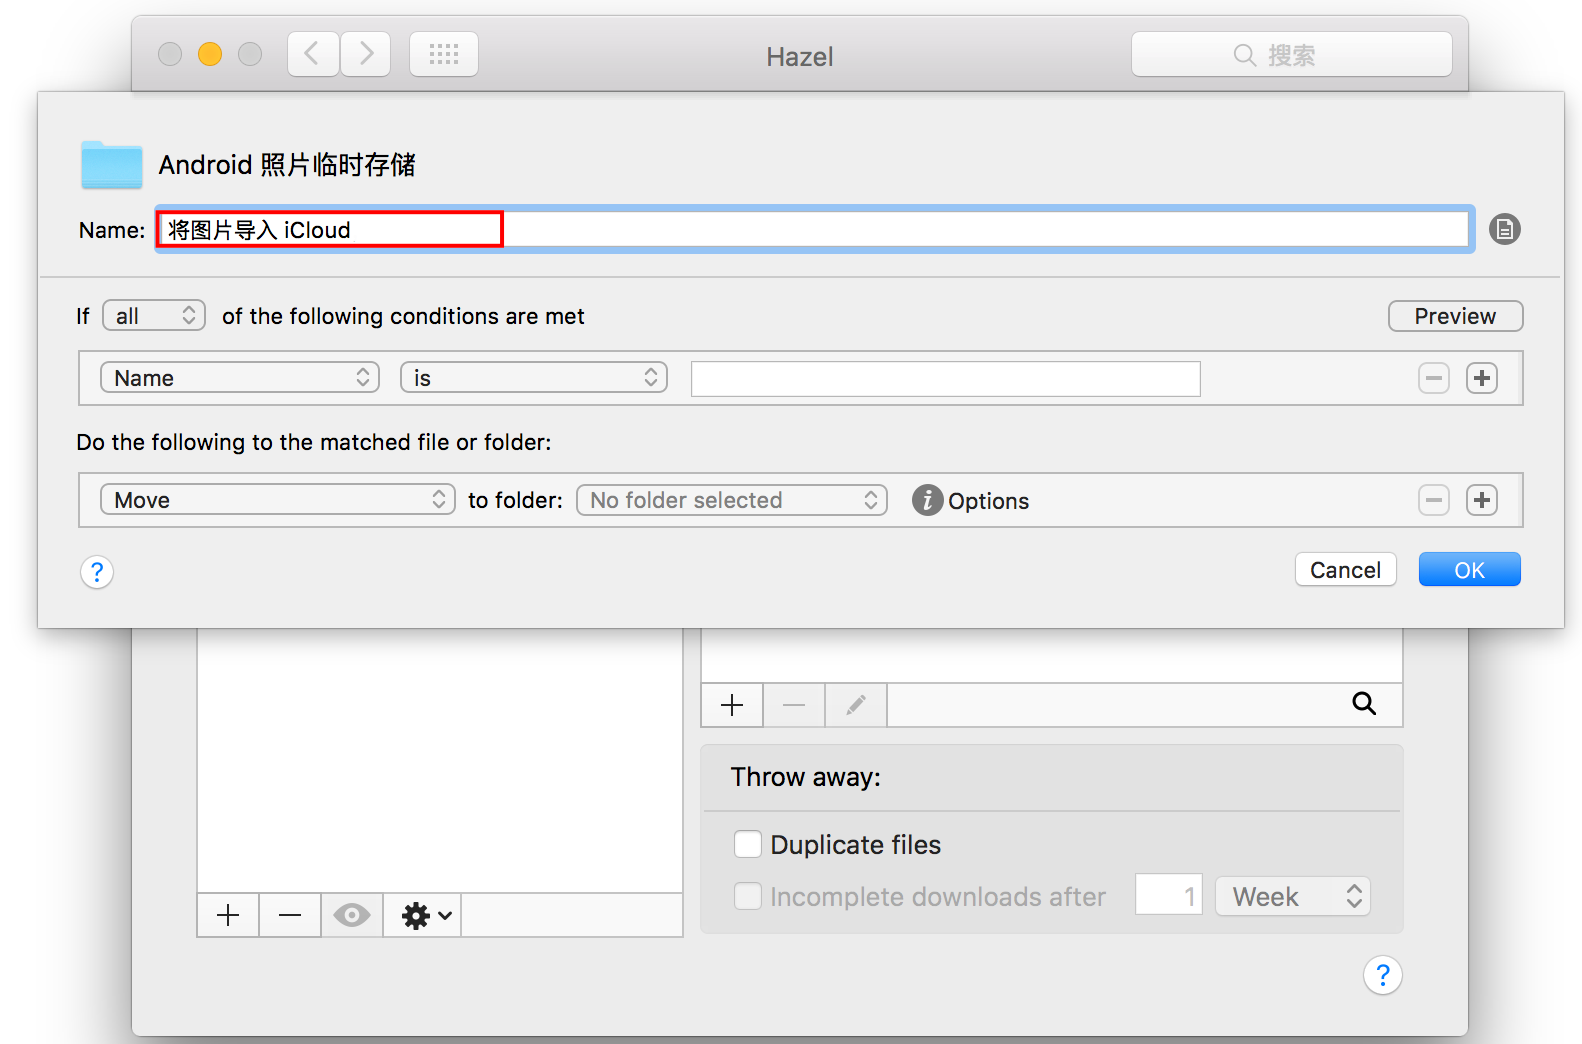 Hazel
搜索
Android 照片临时存储
Name: 将图片导入 iCloud
If all of the following conditions are met Preview
Name is
Do the following to the matched file or folder:
Move to folder: No folder selected i Options
? Cancel OK
Throw away:
Duplicate files
Incomplete downloads after 1 Week
?